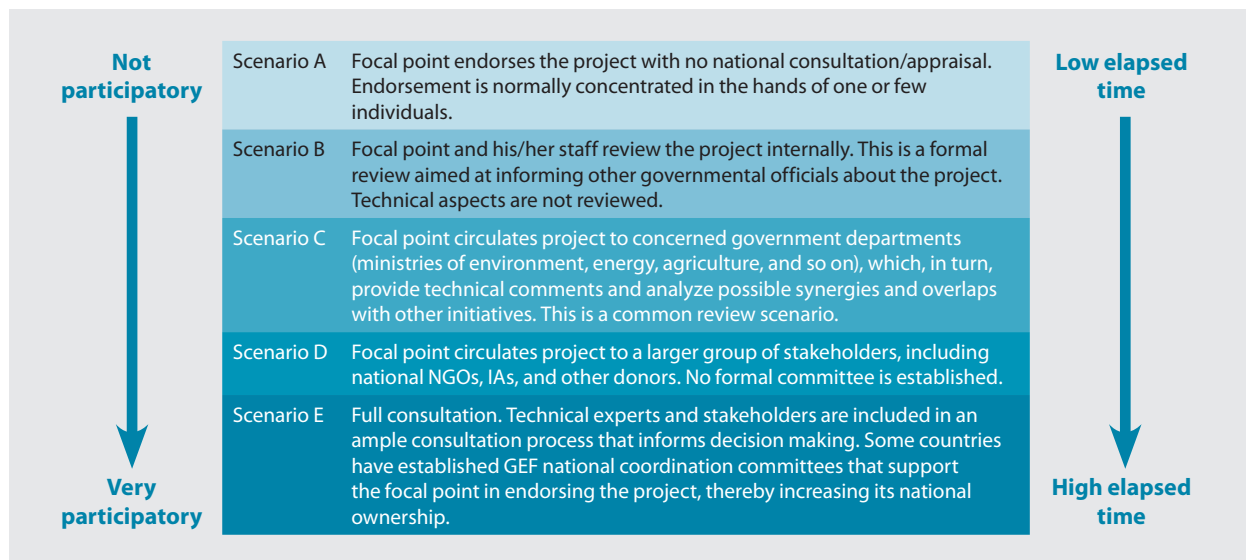 Not
participatory
Scenario A
Focal point endorses the project with no national consultation/appraisal.
Endorsement is normally concentrated in the hands of one or few
individuals.
Low elapsed
time
Scenario B
Focal point and his/her staff review the project internally. This is a formal
review aimed at informing other governmental officials about the project.
Technical aspects are not reviewed.
Scenario C
Focal point circulates project to concerned government departments
(ministries of environment, energy, agriculture, and so on), which, in turn,
provide technical comments and analyze possible synergies and overlaps
with other initiatives. This is a common review scenario.
Scenario D
Focal point circulates project to a larger group of stakeholders, including
national NGOs, IAs, and other donors. No formal committee is established.
Scenario E
Full consultation. Technical experts and stakeholders are included in an
ample consultation process that informs decision making. Some countries
have established GEF national coordination committees that support
the focal point in endorsing the project, thereby increasing its national
ownership.
Very
participatory
High elapsed
time